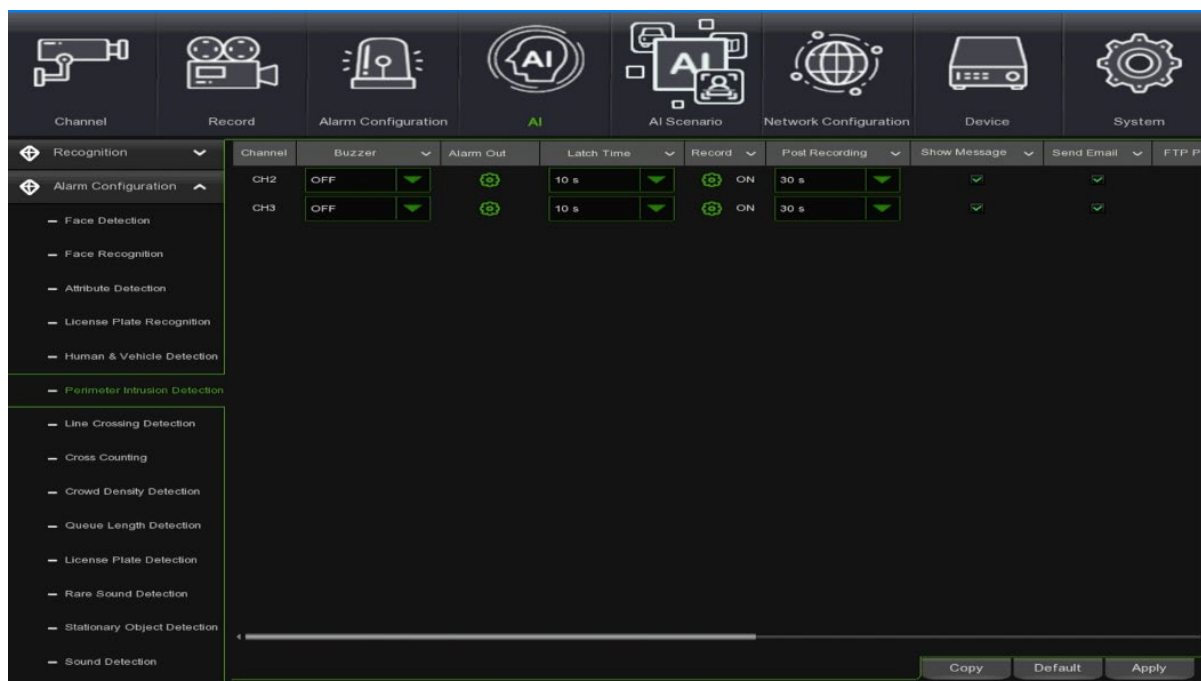 AI
AI
Channel Record Alarm Configuration AI AI Scenario Network Configuration Device System
Recognition
Alarm Configuration
Face Detection
Face Recognition
Attribute Detection
License Plate Recognition
Human & Vehicle Detection
Perimeter Intrusion Detection
Line Crossing Detection
Cross Counting
Crowd Density Detection
Queue Length Detection
License Plate Detection
Rare Sound Detection
Stationary Object Detection
Sound Detection
Channel Buzzer Alarm Out Latch Time Record Post Recording Show Message Send Email FTP P
CH2 OFF 10 s ON 30 s
CH3 OFF 10 s ON 30 s
Copy Default Apply